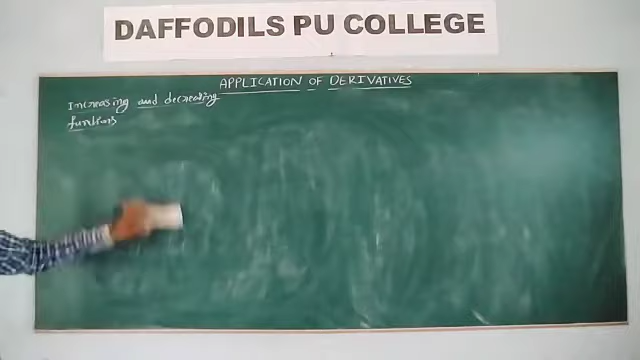 DAFFODILS PU COLLEGE
APPLICATION OF DERIVATIVES
Increasing and decreasing
functions